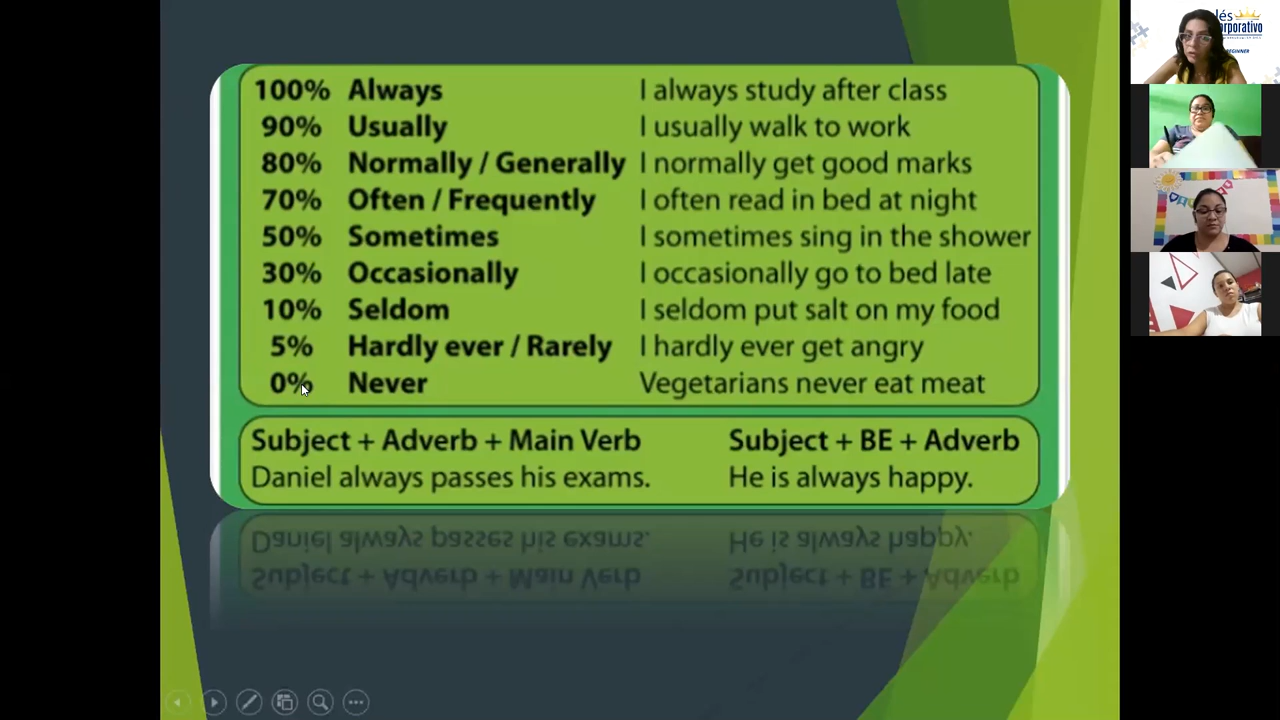 100% Always I always study after class
90% Usually I usually walk to work
80% Normally / Generally I normally get good marks
70% Often / Frequently I often read in bed at night
50% Sometimes I sometimes sing in the shower
30% Occasionally I occasionally go to bed late
10% Seldom I seldom put salt on my food
5% Hardly ever / Rarely I hardly ever get angry
0% Never Vegetarians never eat meat
Subject + Adverb + Main Verb Subject + BE + Adverb
Daniel always passes his exams. He is always happy.